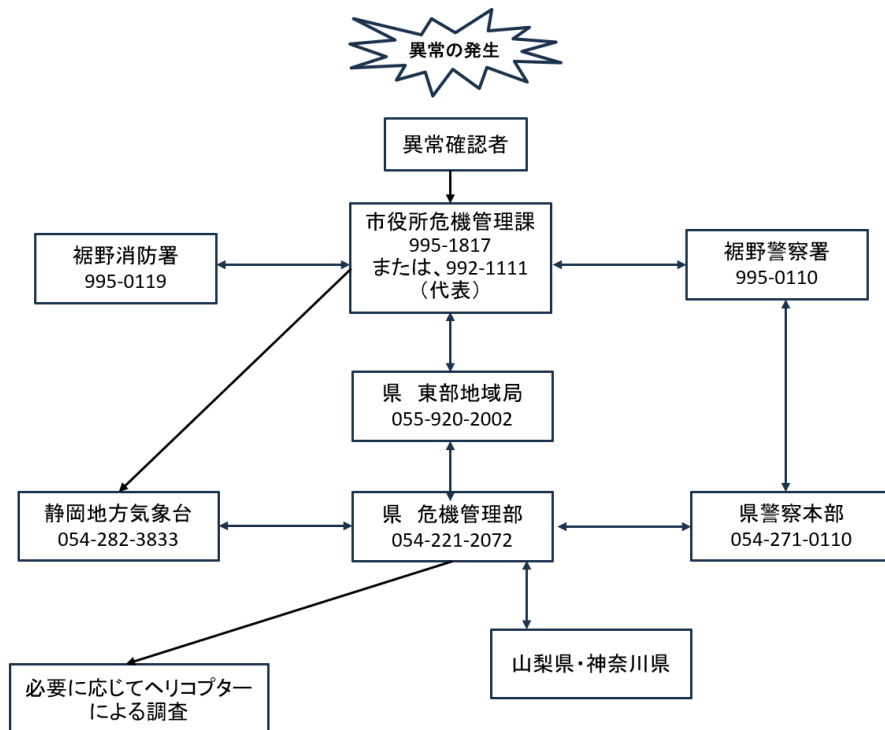 異常の発生
異常確認者
市役所危機管理課
995-1817
または、992-1111
（代表）
裾野消防署
995-0119
裾野警察署
995-0110
県　東部地域局
055-920-2002
静岡地方気象台
054-282-3833
県 危機管理部
054-221-2072
県警察本部
054-271-0110
山梨県・神奈川県
必要に応じてヘリコプター
による調査